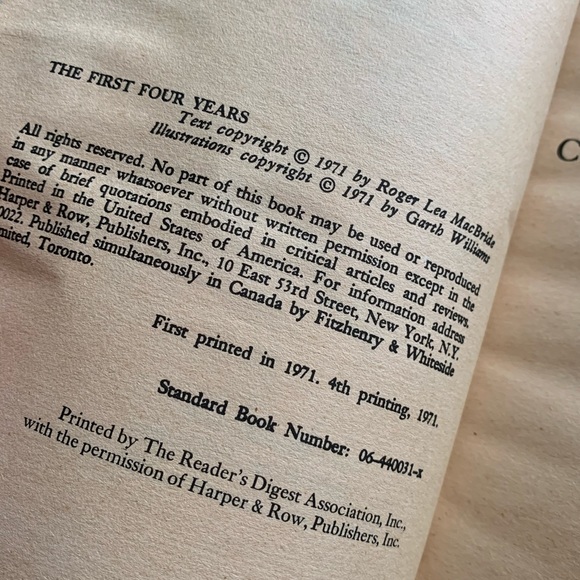 THE FIRST FOUR YEARS
Text copyright © 1971 by Roger Lea MacBride
Illustrations copyright © 1971 by Garth Williams
All rights reserved. No part of this book may be used or reproduced
in any manner whatsoever without written permission except in the
case of brief quotations embodied in critical articles and reviews.
Printed in the United States of America. For information address
Harper & Row, Publishers, Inc., 10 East 53rd Street, New York, N.Y.
0022. Published simultaneously in Canada by Fitzhenry & Whiteside
mited, Toronto.
First printed in 1971. 4th printing, 1971.
Standard Book Number: 06-440031-x
Printed by The Reader's Digest Association, Inc.,
with the permission of Harper & Row, Publishers, Inc.
C